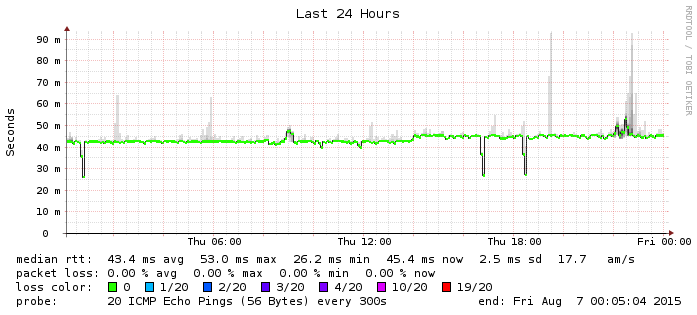 Last 24 Hours
RRDTOOL / TOBI OETIKER
Seconds
90 m
80 m
70 m
60 m
50 m
40 m
30 m
20 m
10 m
0
Thu 06:00 Thu 12:00 Thu 18:00 Fri 00:00
median rtt: 43.4 ms avg 53.0 ms max 26.2 ms min 45.4 ms now 2.5 ms sd 17.7 am/s
packet loss: 0.00 % avg 0.00 % max 0.00 % min 0.00 % now
loss color: 0 1/20 2/20 3/20 4/20 10/20 19/20
probe: 20 ICMP Echo Pings (56 Bytes) every 300s end: Fri Aug 7 00:05:04 2015